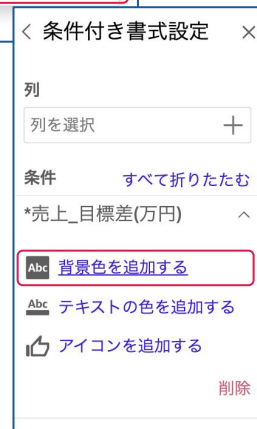 条件付き書式設定
列
列を選択
条件 すべて折りたたむ
*売上_目標差(万円)
Abc 背景色を追加する
Abc テキストの色を追加する
アイコンを追加する
削除